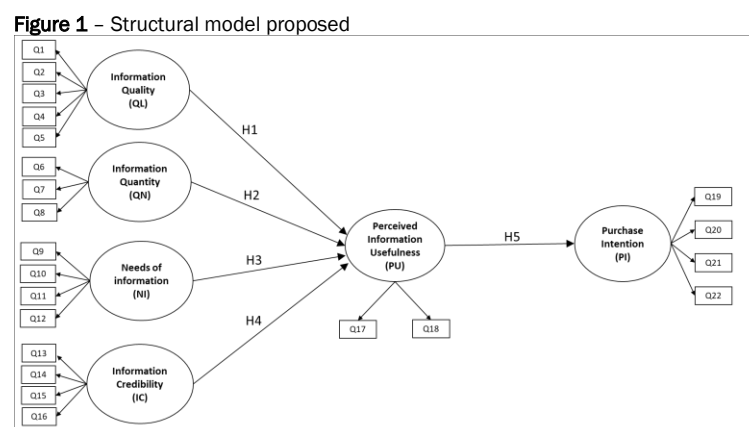 Figure 1 – Structural model proposed
Q1
Q2
Q3
Q4
Q5
Information
Quality
(QL)
H1
Q6
Q7
Q8
Information
Quantity
(QN)
H2
Q9
Q10
Q11
Q12
Needs of
information
(NI)
H3
Q13
Q14
Q15
Q16
Information
Credibility
(IC)
H4
Perceived
Information
Usefulness
(PU)
Q17
Q18
H5
Purchase
Intention
(PI)
Q19
Q20
Q21
Q22